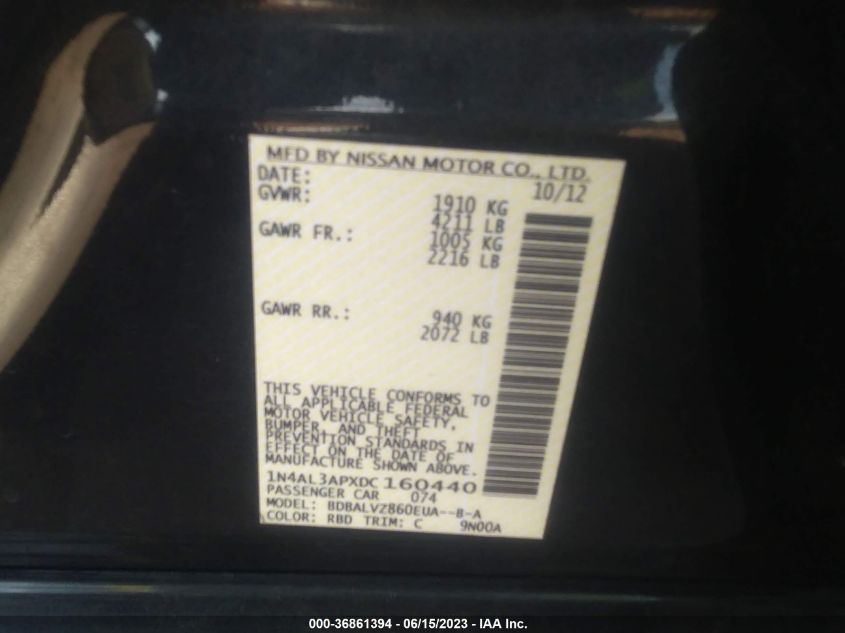 MFD BY NISSAN MOTOR CO., LTD.
DATE: 10/12
GVWR: 1910 KG
4211 LB
GAWR FR.: 1005 KG
2216 LB
GAWR RR.: 940 KG
2072 LB
THIS VEHICLE CONFORMS TO
ALL APPLICABLE FEDERAL
MOTOR VEHICLE SAFETY,
BUMPER, AND THEFT
PREVENTION STANDARDS IN
EFFECT ON THE DATE OF
MANUFACTURE SHOWN ABOVE.
1N4AL3APXDC160440
PASSENGER CAR 074
MODEL: BDBALVZ860EUA--B-A
COLOR: RBD TRIM: C 9N00A
000-36861394 - 06/15/2023 - IAA Inc.